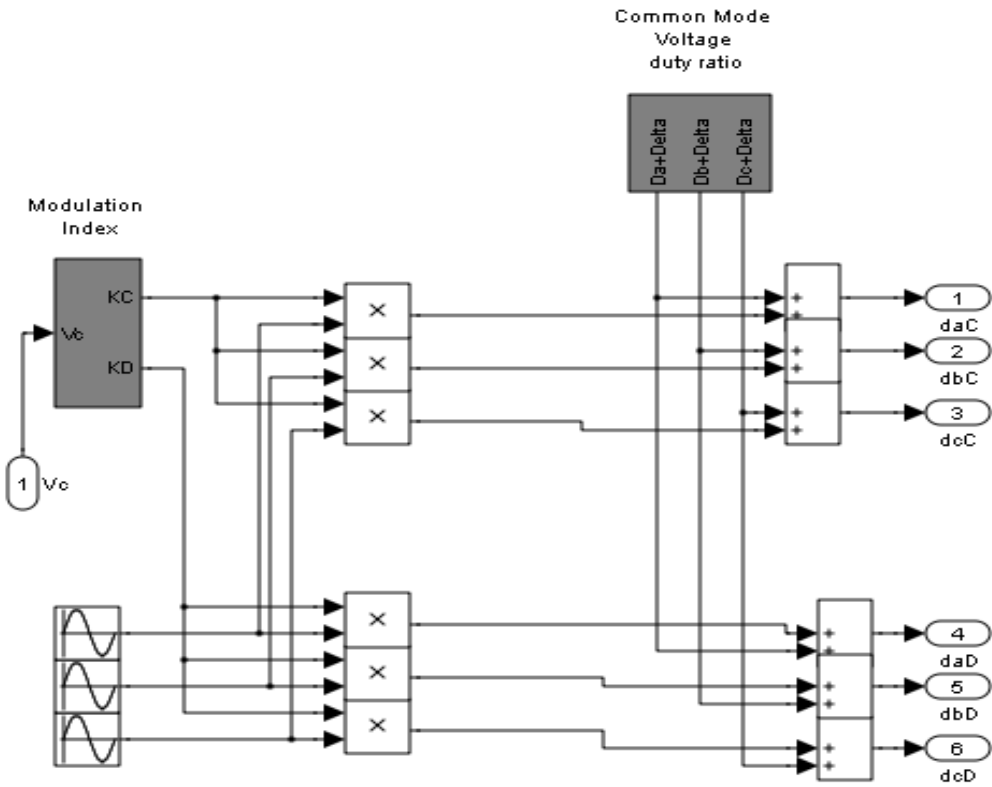 Common Mode
Voltage
duty ratio
Da+Delta
Db+Delta
Dc+Delta
Modulation
Index
KC
Vc
KD
1
Vc
×
×
×
+
+
+
+
+
+
1
daC
2
dbC
3
dcC
×
×
×
+
+
+
+
+
+
4
daD
5
dbD
6
dcD